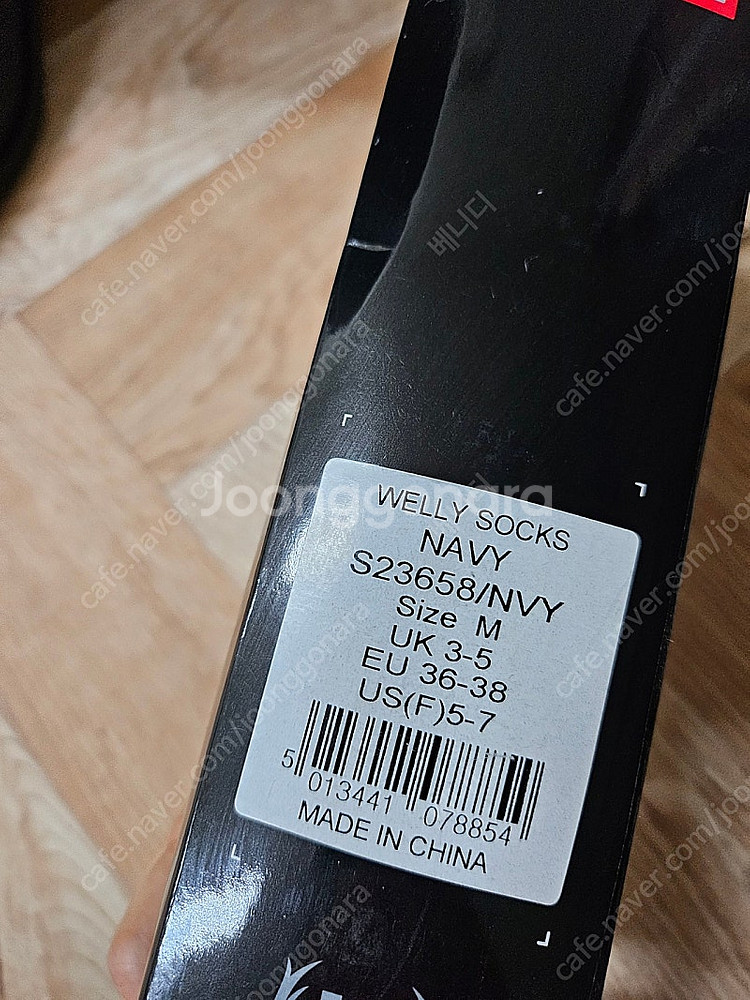 베니디
cafe.naver.com/joonggonara
Joonggonara
WELLY SOCKS
NAVY
S23658/NVY
Size M
UK 3-5
EU 36-38
US(F)5-7
5 013441 078854
MADE IN CHINA